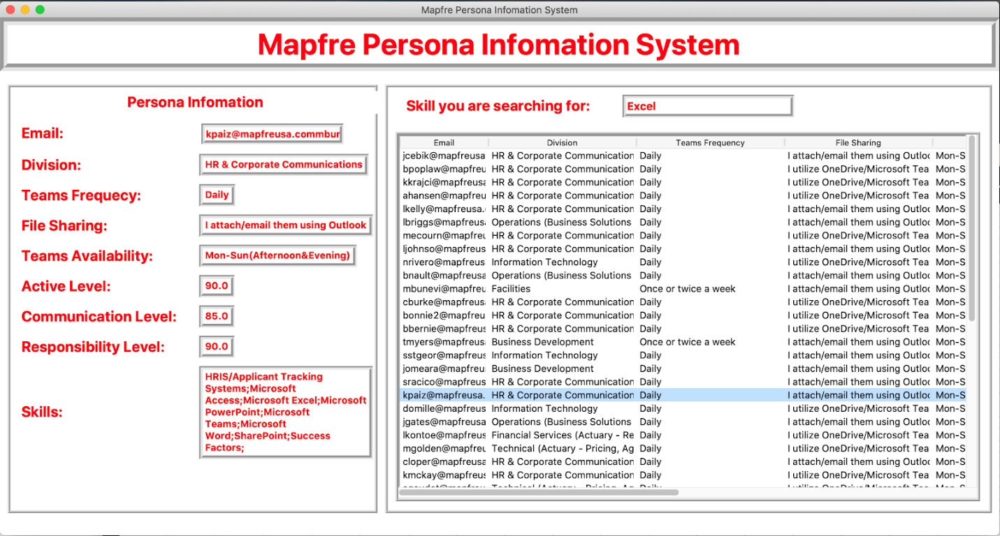 Mapfre Persona Infomation System
Mapfre Persona Infomation System
Persona Infomation
Email: kpaiz@mapfreusa.commbur
Division: HR & Corporate Communications
Teams Frequecy: Daily
File Sharing: I attach/email them using Outlook
Teams Availability: Mon-Sun(Afternoon&Evening)
Active Level: 90.0
Communication Level: 85.0
Responsibility Level: 90.0
Skills:
HRIS/Applicant Tracking
Systems;Microsoft
Access;Microsoft Excel;Microsoft
PowerPoint;Microsoft
Teams;Microsoft
Word;SharePoint;Success
Factors;
Skill you are searching for: Excel
Email Division Teams Frequency File Sharing
jcebik@mapfreusa HR & Corporate Communication Daily I attach/email them using Outloo Mon-S
bpoplaw@mapfreu HR & Corporate Communication Daily I utilize OneDrive/Microsoft Tea Mon-S
kkrajci@mapfreusa HR & Corporate Communication Daily I utilize OneDrive/Microsoft Tea Mon-S
ahansen@mapfreu HR & Corporate Communication Daily I utilize OneDrive/Microsoft Tea Mon-S
lkelly@mapfreusa. HR & Corporate Communication Daily I attach/email them using Outloo Mon-S
lbriggs@mapfreusa Operations (Business Solutions Daily I attach/email them using Outloo Mon-S
mecourn@mapfreu HR & Corporate Communication Daily I utilize OneDrive/Microsoft Tea Mon-S
ljohnso@mapfreus HR & Corporate Communication Daily I attach/email them using Outloo Mon-S
nrivero@mapfreus Information Technology Daily I utilize OneDrive/Microsoft Tea Mon-S
bnault@mapfreusa Operations (Business Solutions Daily I attach/email them using Outloo Mon-S
mbunevi@mapfreu Facilities Once or twice a week I attach/email them using Outloo Mon-S
cburke@mapfreusa HR & Corporate Communication Daily I utilize OneDrive/Microsoft Tea Mon-S
bonnie2@mapfreu HR & Corporate Communication Daily I utilize OneDrive/Microsoft Tea Mon-S
bbernie@mapfreus HR & Corporate Communication Daily I utilize OneDrive/Microsoft Tea Mon-S
tmyers@mapfreusa Business Development Once or twice a week I attach/email them using Outloo Mon-S
sstgeor@mapfreus Information Technology Daily I attach/email them using Outloo Mon-S
jomeara@mapfreu Business Development Daily I attach/email them using Outloo Mon-S
sracico@mapfreus HR & Corporate Communication Daily I attach/email them using Outloo Mon-S
kpaiz@mapfreusa. HR & Corporate Communication Daily I attach/email them using Outloo Mon-S
domille@mapfreus Information Technology Daily I utilize OneDrive/Microsoft Tea Mon-S
jgates@mapfreusa Operations (Business Solutions Daily I attach/email them using Outloo Mon-S
lkontoe@mapfreus Financial Services (Actuary - Re Daily I utilize OneDrive/Microsoft Tea Mon-S
mgolden@mapfreu Technical (Actuary - Pricing, Ag Daily I utilize OneDrive/Microsoft Tea Mon-S
cloper@mapfreusa HR & Corporate Communication Daily I attach/email them using Outloo Mon-S
kmckay@mapfreus HR & Corporate Communication Daily I utilize OneDrive/Microsoft Tea Mon-S
Technical (Actuary - Pricing, Ag Daily I utilize OneDrive/Microsoft Tea Mon-S